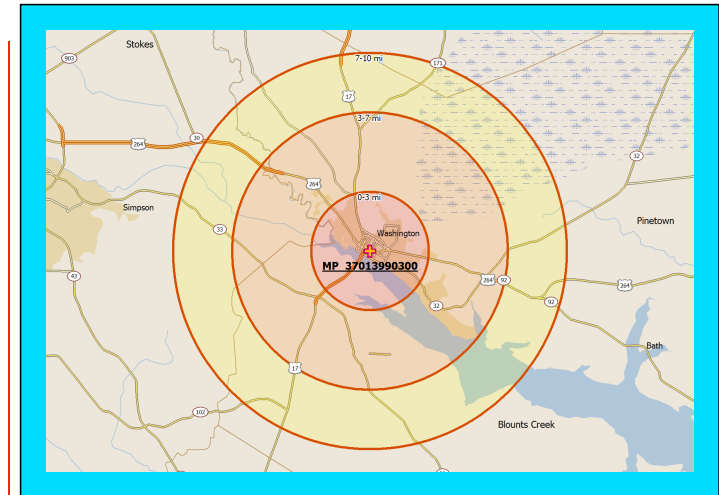 Stokes
7-10 mi
903
171
17
3-7 mi
30
264
32
264
0-3 mi
Simpson
33
Washington
Pinetown
MP 37013990300
43
264
92
264
92
32
Bath
17
102
Blounts Creek